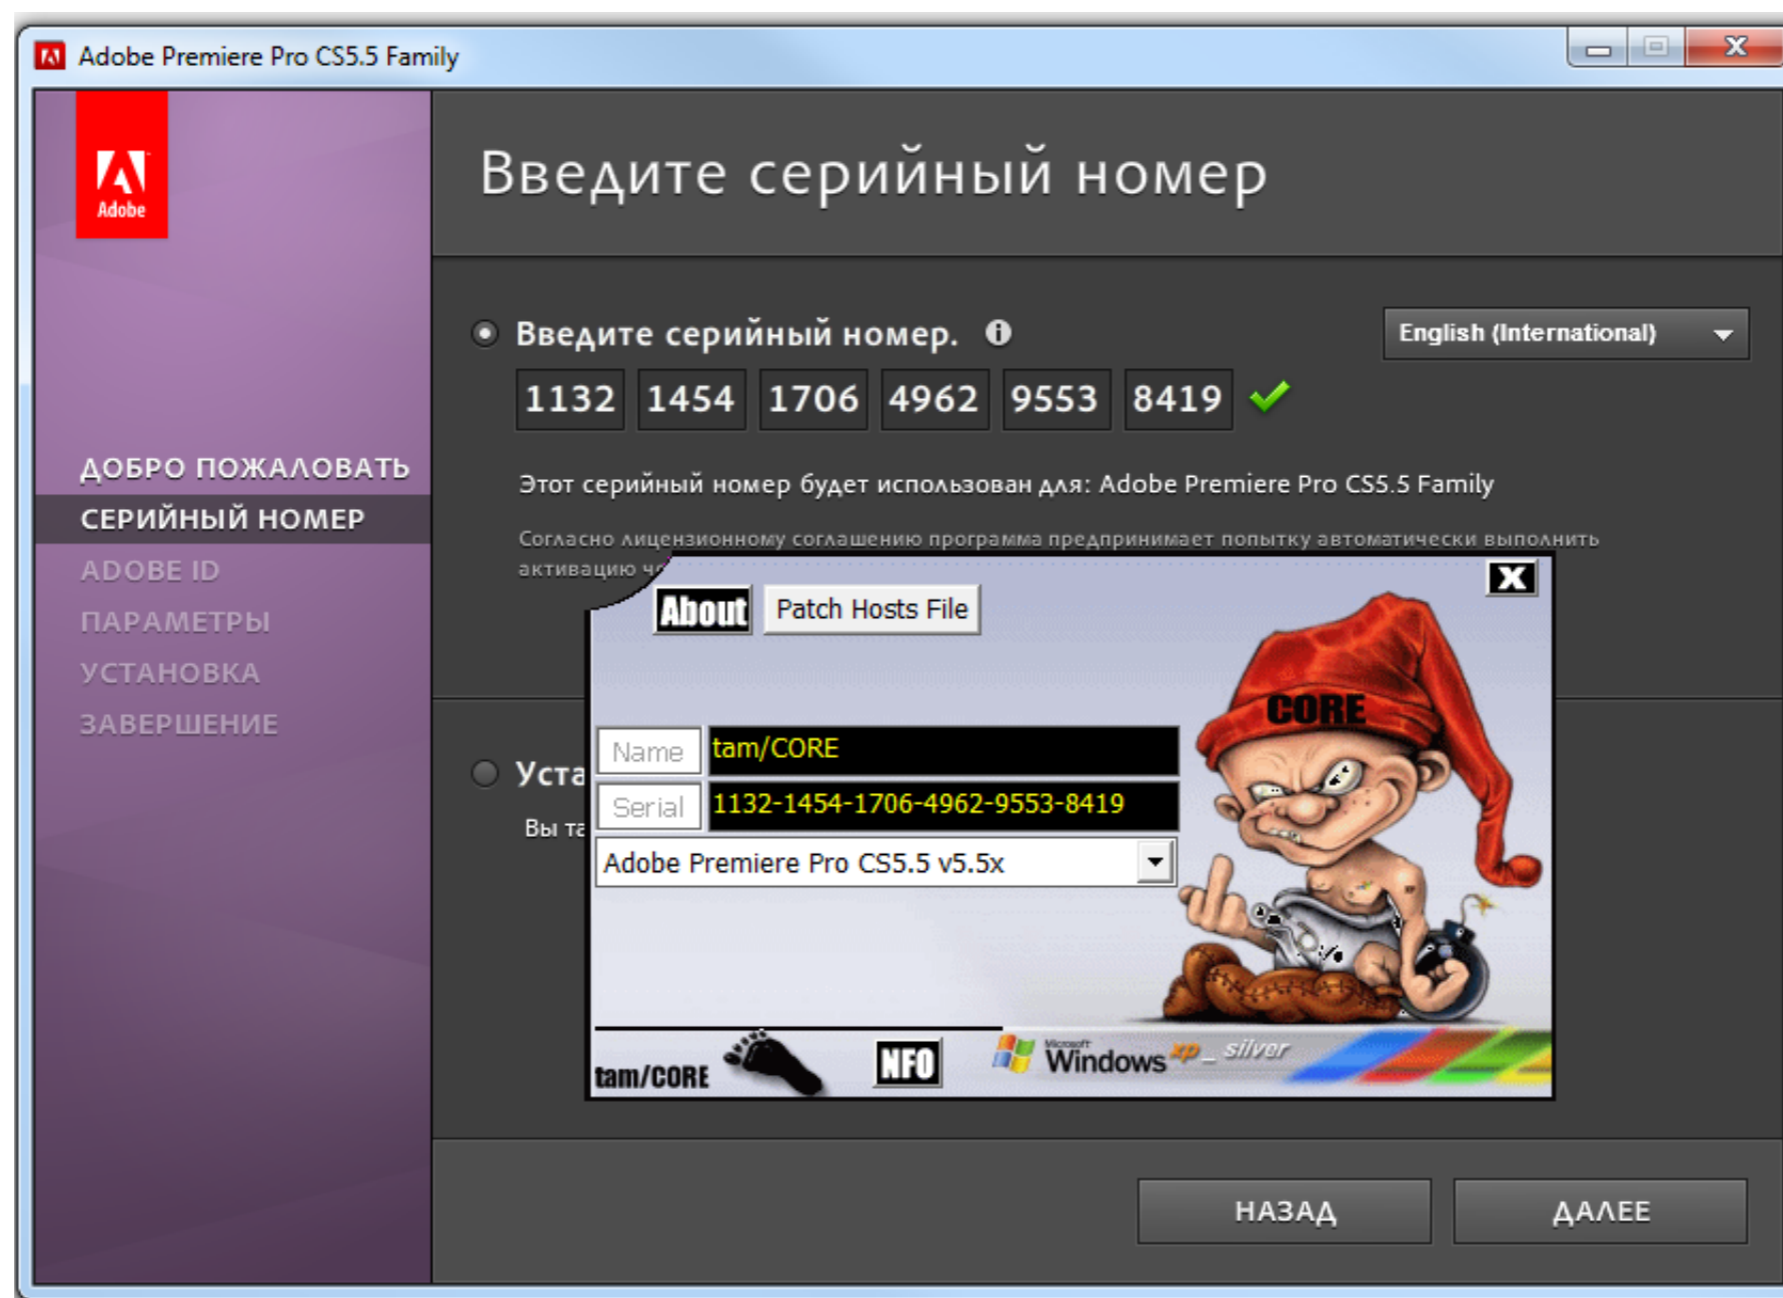 Adobe Premiere Pro CS5.5 Family
Adobe
Введите серийный номер
Введите серийный номер.
English (International)
1132 1454 1706 4962 9553 8419
Этот серийный номер будет использован для: Adobe Premiere Pro CS5.5 Family
Согласно лицензионному соглашению программа предпринимает попытку автоматически выполнить
активацию
ДОБРО ПОЖАЛОВАТЬ
СЕРИЙНЫЙ НОМЕР
ADOBE ID
ПАРАМЕТРЫ
УСТАНОВКА
ЗАВЕРШЕНИЕ
About
Patch Hosts File
X
CORE
Name
tam/CORE
Serial
1132-1454-1706-4962-9553-8419
Adobe Premiere Pro CS5.5 v5.5x
Уста
Вы
tam/CORE
NFO
Microsoft
Windows xp_ silver
НАЗАД
ДАЛЕЕ